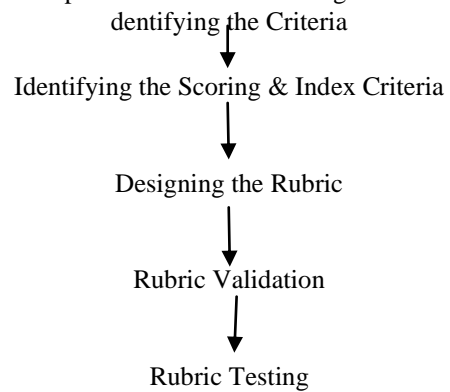 dentifying the Criteria
Identifying the Scoring & Index Criteria
Designing the Rubric
Rubric Validation
Rubric Testing